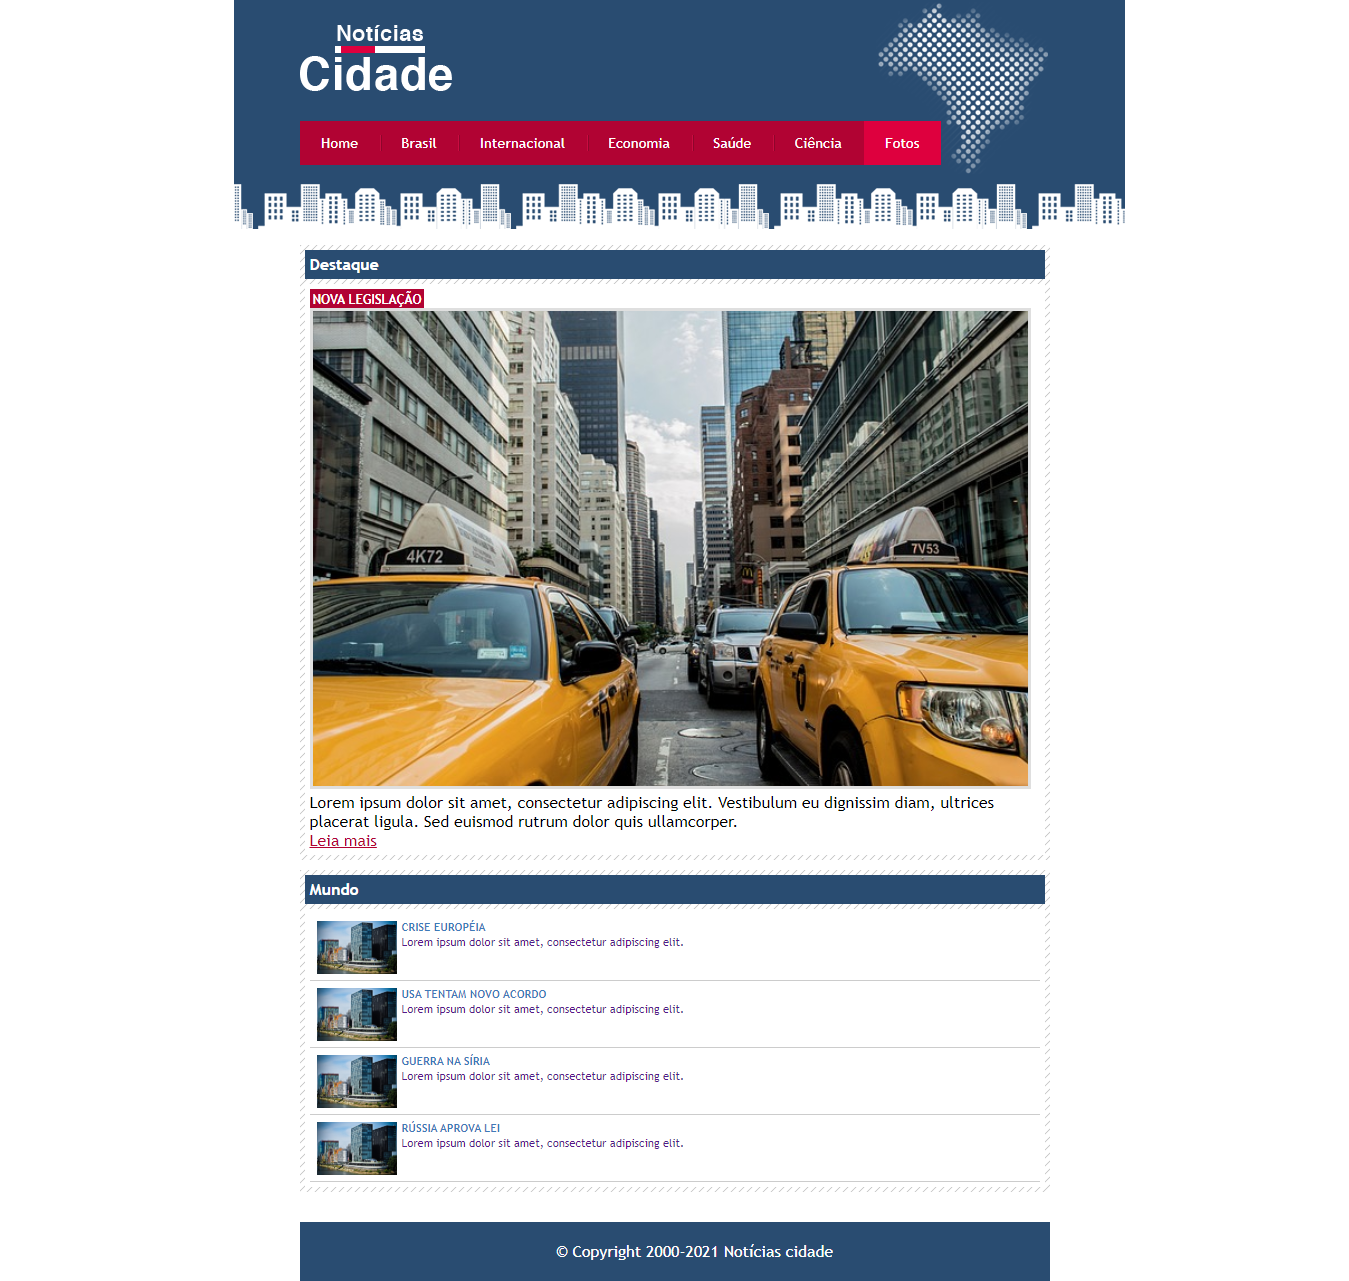 Notícias
Cidade
Home Brasil Internacional Economia Saúde Ciência Fotos
Destaque
NOVA LEGISLAÇÃO
4K72
7V53
Lorem ipsum dolor sit amet, consectetur adipiscing elit. Vestibulum eu dignissim diam, ultrices
placerat ligula. Sed euismod rutrum dolor quis ullamcorper.
Leia mais
Mundo
CRISE EUROPÉIA
Lorem ipsum dolor sit amet, consectetur adipiscing elit.
USA TENTAM NOVO ACORDO
Lorem ipsum dolor sit amet, consectetur adipiscing elit.
GUERRA NA SÍRIA
Lorem ipsum dolor sit amet, consectetur adipiscing elit.
RÚSSIA APROVA LEI
Lorem ipsum dolor sit amet, consectetur adipiscing elit.
© Copyright 2000-2021 Notícias cidade